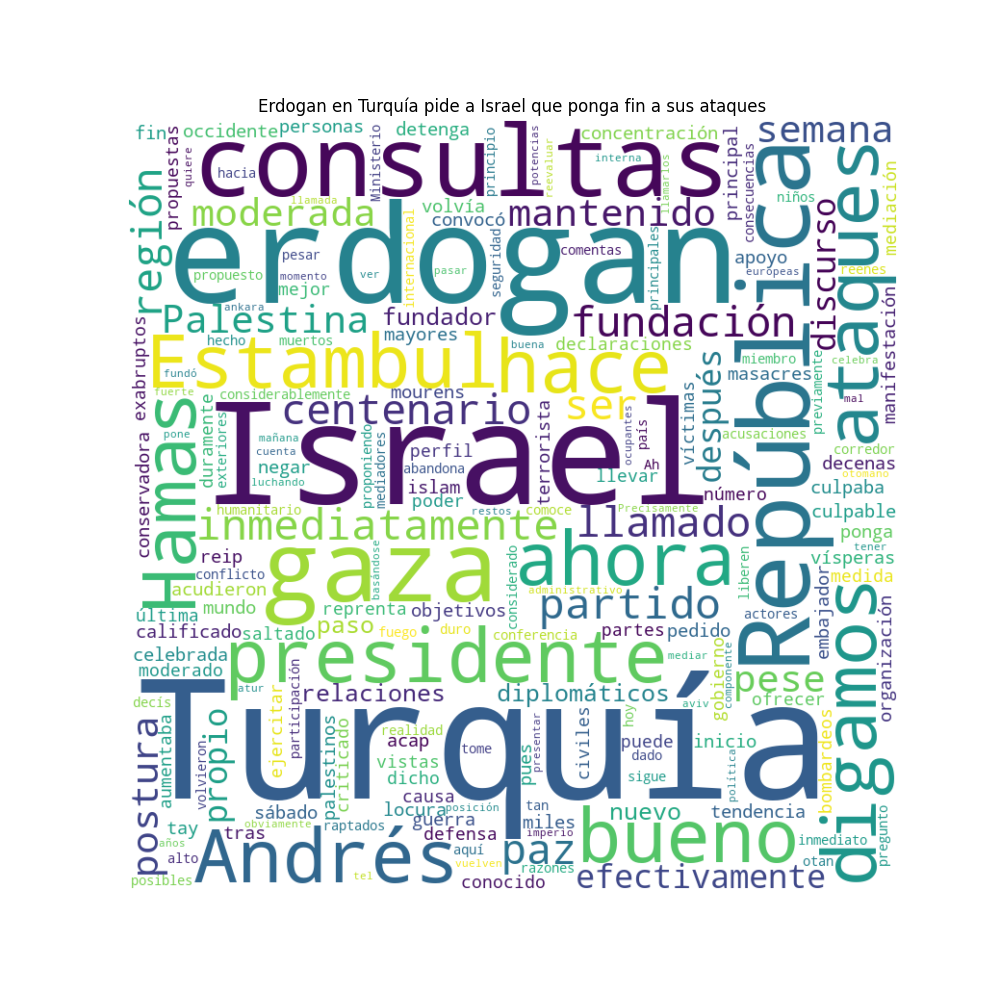 Erdogan en Turquía pide a Israel que ponga fin a sus ataques
fin
occidente
personas
detenga
concentración
semana
propuestas
quiere
hacia
consultas
Ministerio
principio
potencias
reevaluar
interna
llamarlos
principal
consecuencias
República
ataques
mediación
región
llamada
moderada
volvía
convocó
mantenido
niños
discurso
internacional
erdogan
seguridad
comentas
principales
apoyo
europeas
reenes
pesar
propuesto
momento
ver
pasar
mejor
ankara
Palestina
fundador
fundación
manifestación
exabruptos
hecho
muertos
mayores
buena
declaraciones
miembro
celebra
previamente
Estambul
hace
fundó
masacres
fuerte
considerablemente
mourens
víctimas
después
mal
pone
Hamas
duramente
exteriores
centenario
ser
terrorista
ocupantes
país
acusaciones
conservadora
mañana
cuenta
proponiendo
mediadores
perfil
abandona
Israel
Ah
corredor
decenas
otomano
negar
luchando
islam
llevar
número
culpaba
humanitario
poder
restos
comoce
Precisamente
inmediatamente
llamado
culpable
ponga
tener
reip
gaza
basándose
considerado
ahora
liberen
vísperas
conflicto
acudieron
embajador
medida
administrativo
mundo
reprenta
objetivos
partido
actores
organización
última
paso
calificado
saltado
fuego
duro
conferencia
partes
pedido
digamos
celebrada
presidente
mediar
gobierno
componente
moderado
atur
pese
decís
Turquía
participación
relaciones
diplomáticos
aviv
ofrecer
postura
aumentaba
volvieron
propio
ejercitar
palestinos
criticado
realidad
acap
tome
presentar
pues
civiles
hoy
puede
inicio
bombardeos
vistas
dado
dicho
sigue
política
causa
sábado
locura
posición
tan
nuevo
tendencia
tay
tras
obviamente
raptados
guerra
defensa
imperio
miles
inmediato
pregunto
años
alto
Andrés
aquí
paz
bueno
otan
vuelven
razones
posibles
tel
conocido
efectivamente